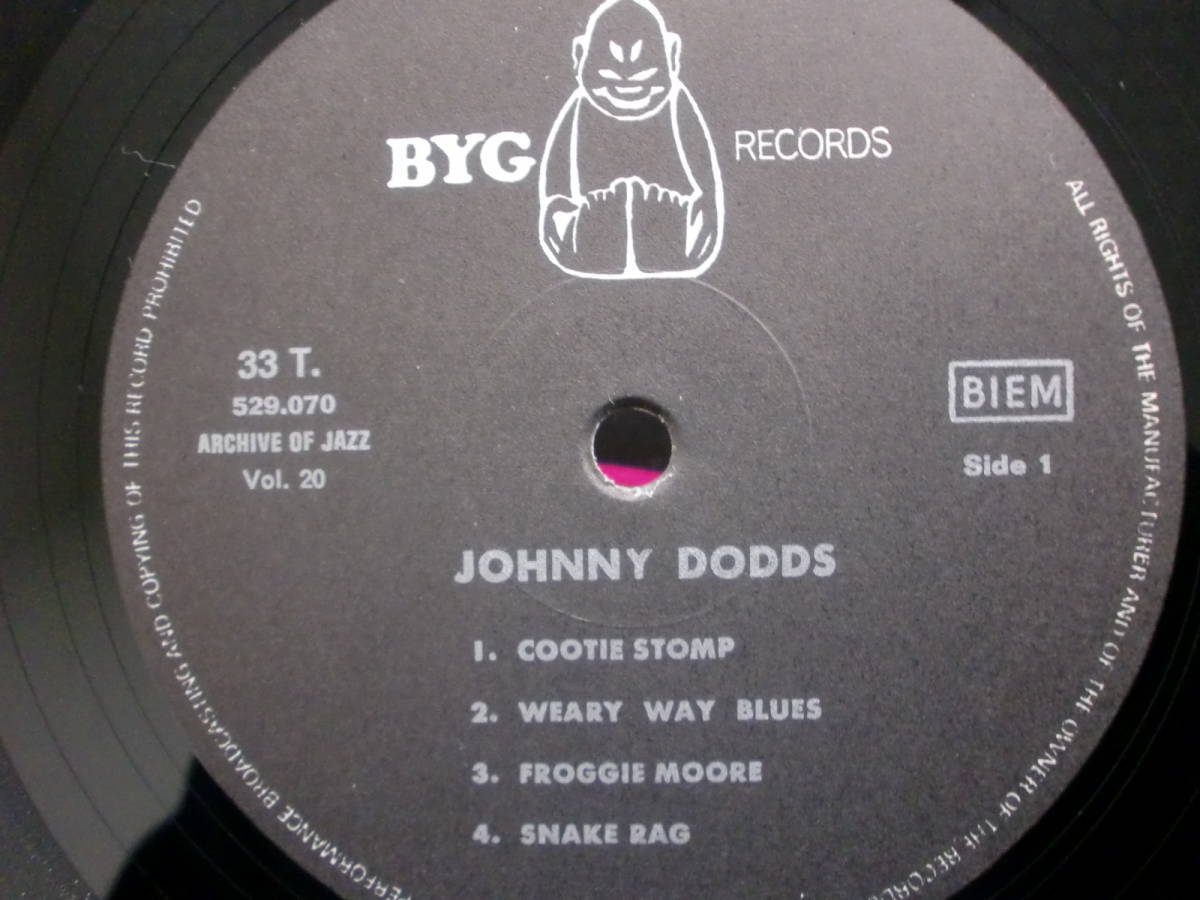 BYG RECORDS
33 T.
529.070
ARCHIVE OF JAZZ
Vol. 20
BIEM
Side 1
JOHNNY DODDS
1. COOTIE STOMP
2. WEARY WAY BLUES
3. FROGGIE MOORE
4. SNAKE RAG
ALL RIGHTS OF THE MANUFACTURER AND OF THE OWNER OF THE RECORDED
PERFORMANCE BROADCASTING AND COPYING OF THIS RECORD PROHIBITED